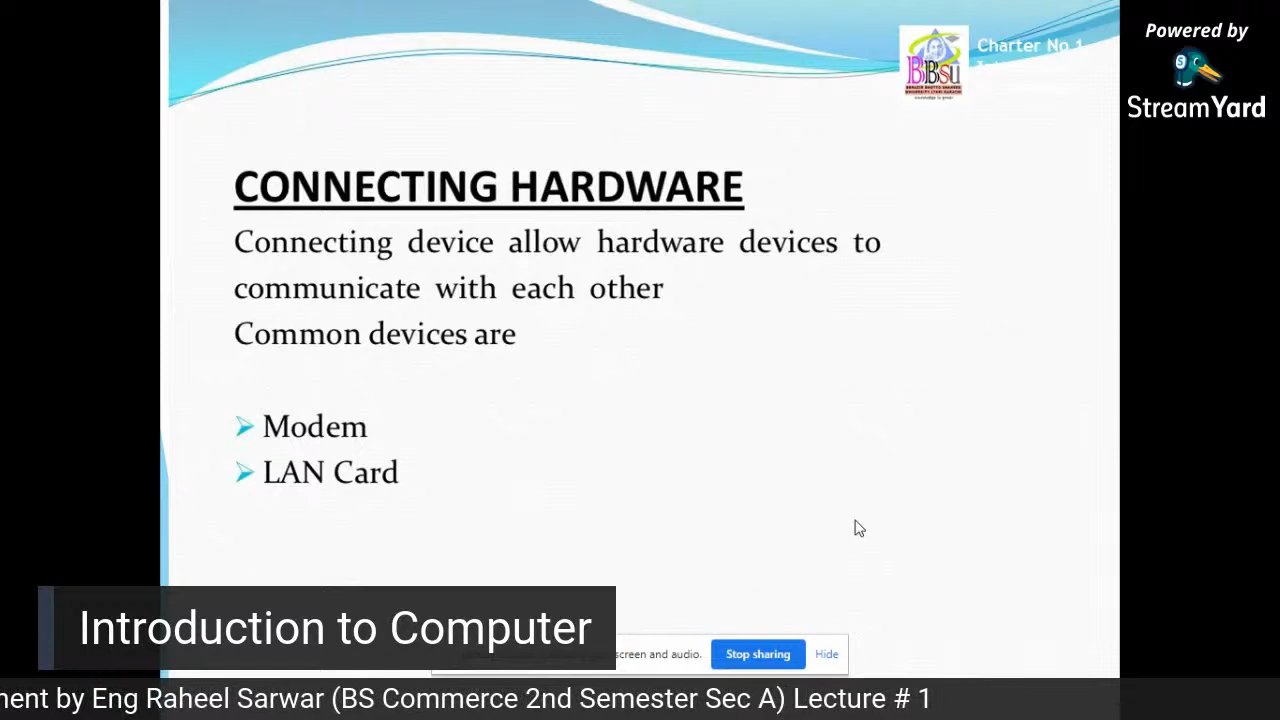 Powered by
StreamYard
Charter No 1
BBSU
CONNECTING HARDWARE
Connecting device allow hardware devices to
communicate with each other
Common devices are
Modem
LAN Card
Introduction to Computer
screen and audio.
Stop sharing
Hide
ment by Eng Raheel Sarwar (BS Commerce 2nd Semester Sec A) Lecture # 1